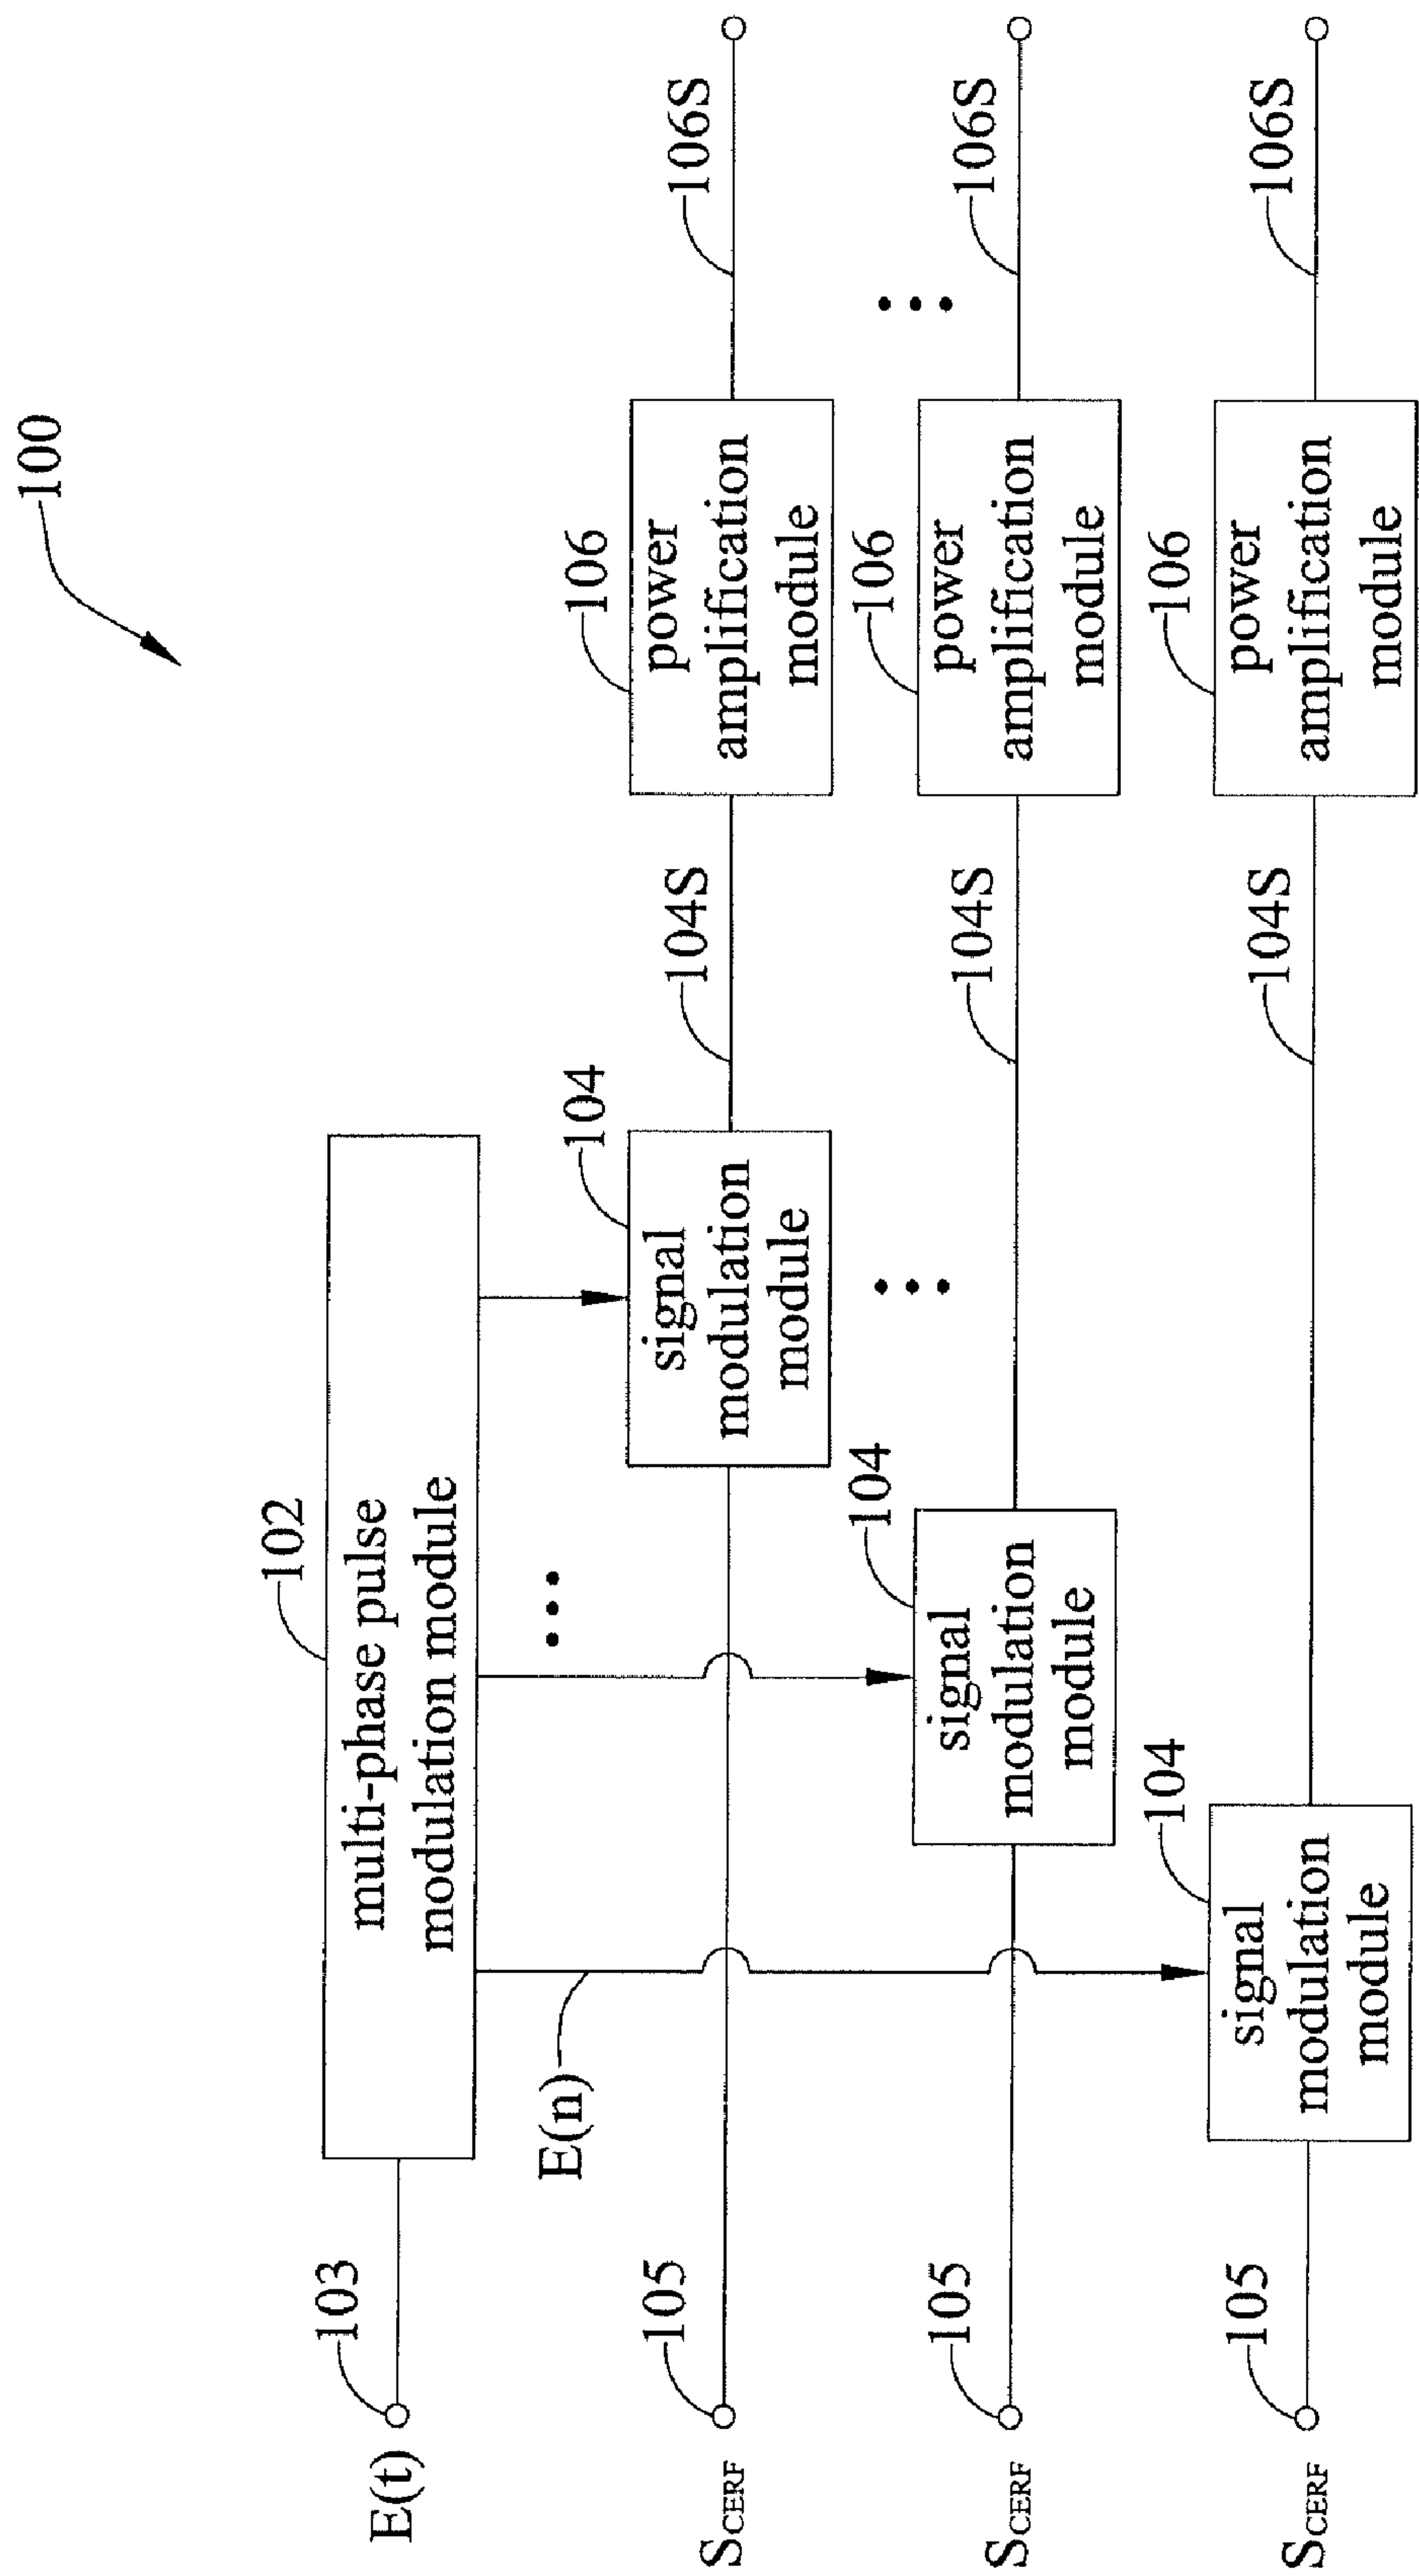 100
102
multi-phase pulse
modulation module
103
E(t)
E(n)
104
signal
modulation
module
104S
106
power
amplification
module
106S
105
SCERF
104
signal
modulation
module
104S
106
power
amplification
module
106S
105
SCERF
104
signal
modulation
module
104S
106
power
amplification
module
106S
105
SCERF